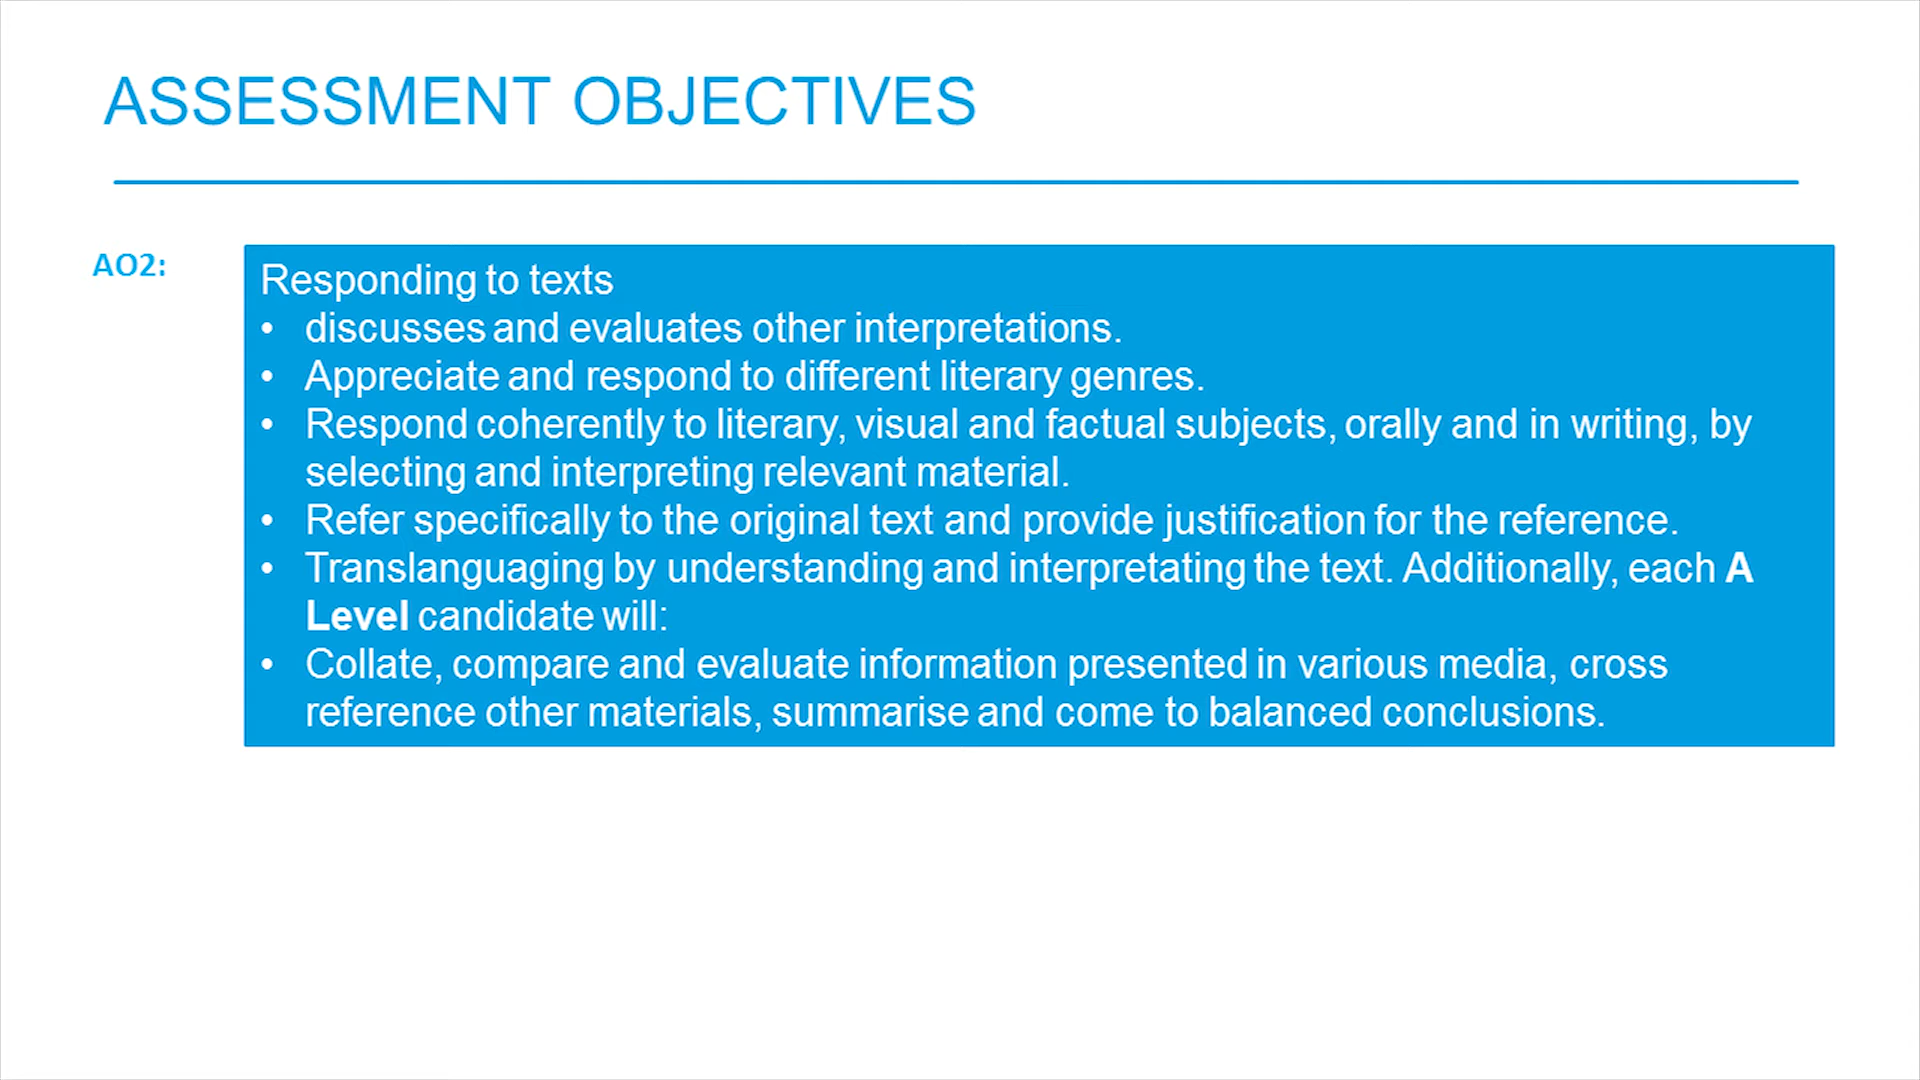 ASSESSMENT OBJECTIVES
AO2:
Responding to texts
• discusses and evaluates other interpretations.
• Appreciate and respond to different literary genres.
• Respond coherently to literary, visual and factual subjects, orally and in writing, by
selecting and interpreting relevant material.
• Refer specifically to the original text and provide justification for the reference.
• Translanguaging by understanding and interpretating the text. Additionally, each A
Level candidate will:
• Collate, compare and evaluate information presented in various media, cross
reference other materials, summarise and come to balanced conclusions.